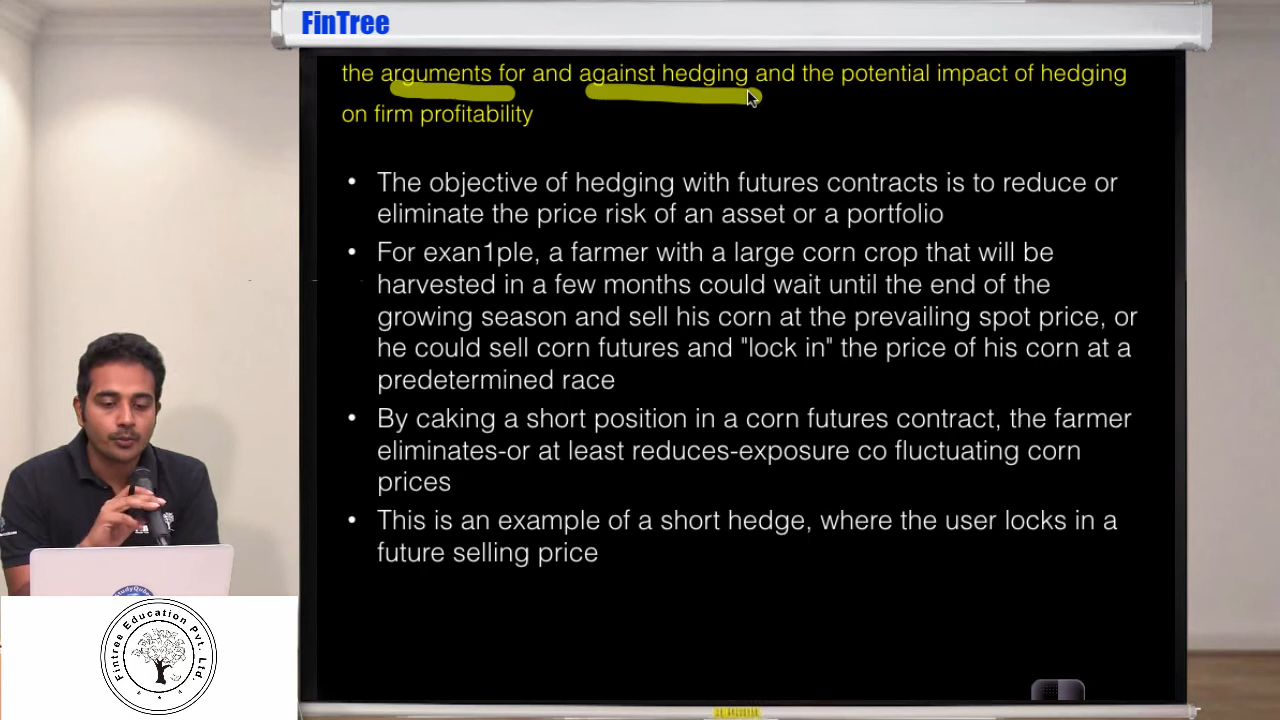 FinTree
the arguments for and against hedging and the potential impact of hedging
on firm profitability
• The objective of hedging with futures contracts is to reduce or
eliminate the price risk of an asset or a portfolio
• For exan1ple, a farmer with a large corn crop that will be
harvested in a few months could wait until the end of the
growing season and sell his corn at the prevailing spot price, or
he could sell corn futures and "lock in" the price of his corn at a
predetermined race
• By caking a short position in a corn futures contract, the farmer
eliminates-or at least reduces-exposure co fluctuating corn
prices
• This is an example of a short hedge, where the user locks in a
future selling price
Fintree Education Pvt. Ltd.